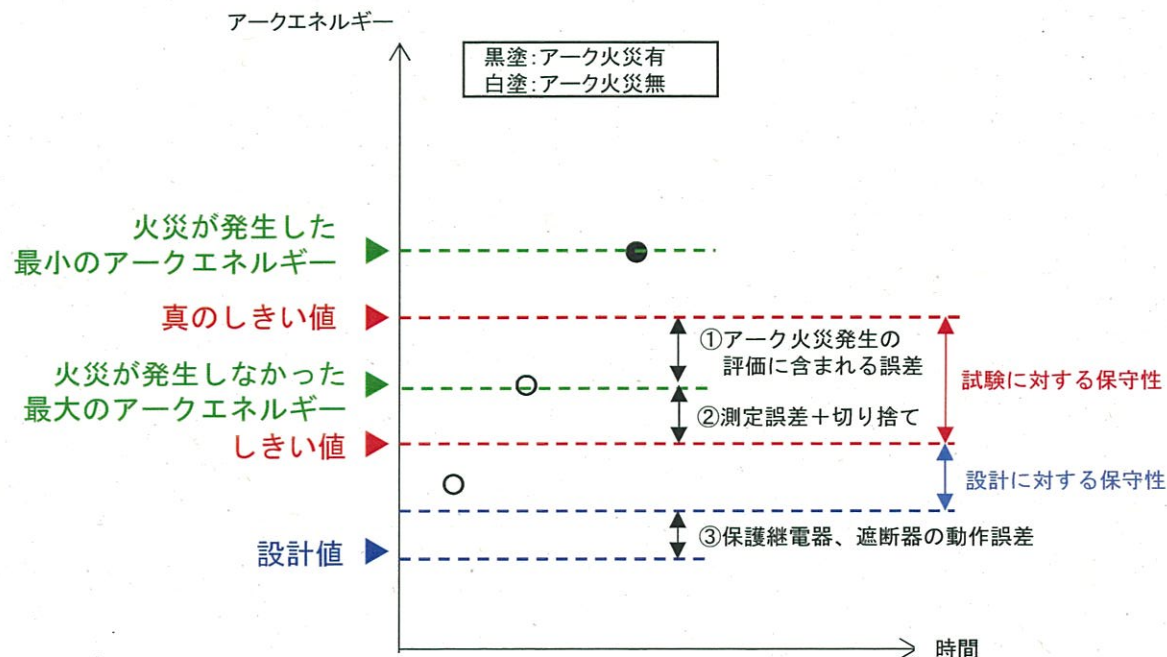 アークエネルギー
黒塗：アーク火災有
白塗：アーク火災無
火災が発生した
最小のアークエネルギー
真のしきい値
①アーク火災発生の
評価に含まれる誤差
火災が発生しなかった
最大のアークエネルギー
試験に対する保守性
②測定誤差＋切り捨て
しきい値
設計に対する保守性
③保護継電器、遮断器の動作誤差
設計値
時間